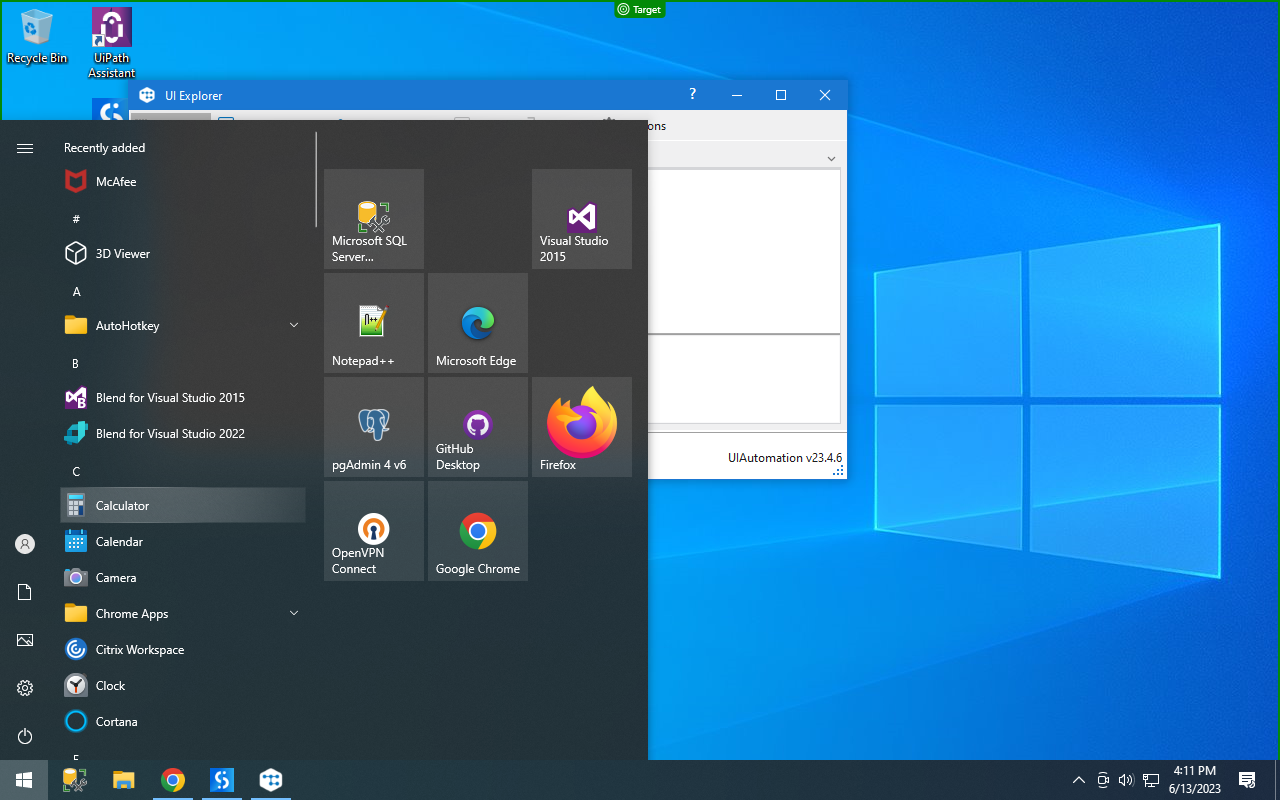 Target
Recycle Bin
UiPath
Assistant
UI Explorer
ons
Recently added
McAfee
#
3D Viewer
A
AutoHotkey
B
Blend for Visual Studio 2015
Blend for Visual Studio 2022
C
Calculator
Calendar
Camera
Chrome Apps
Citrix Workspace
Clock
Cortana
Microsoft SQL
Server...
Visual Studio
2015
Notepad++
Microsoft Edge
pgAdmin 4 v6
GitHub
Desktop
Firefox
OpenVPN
Connect
Google Chrome
UIAutomation v23.4.6
4:11 PM
6/13/2023